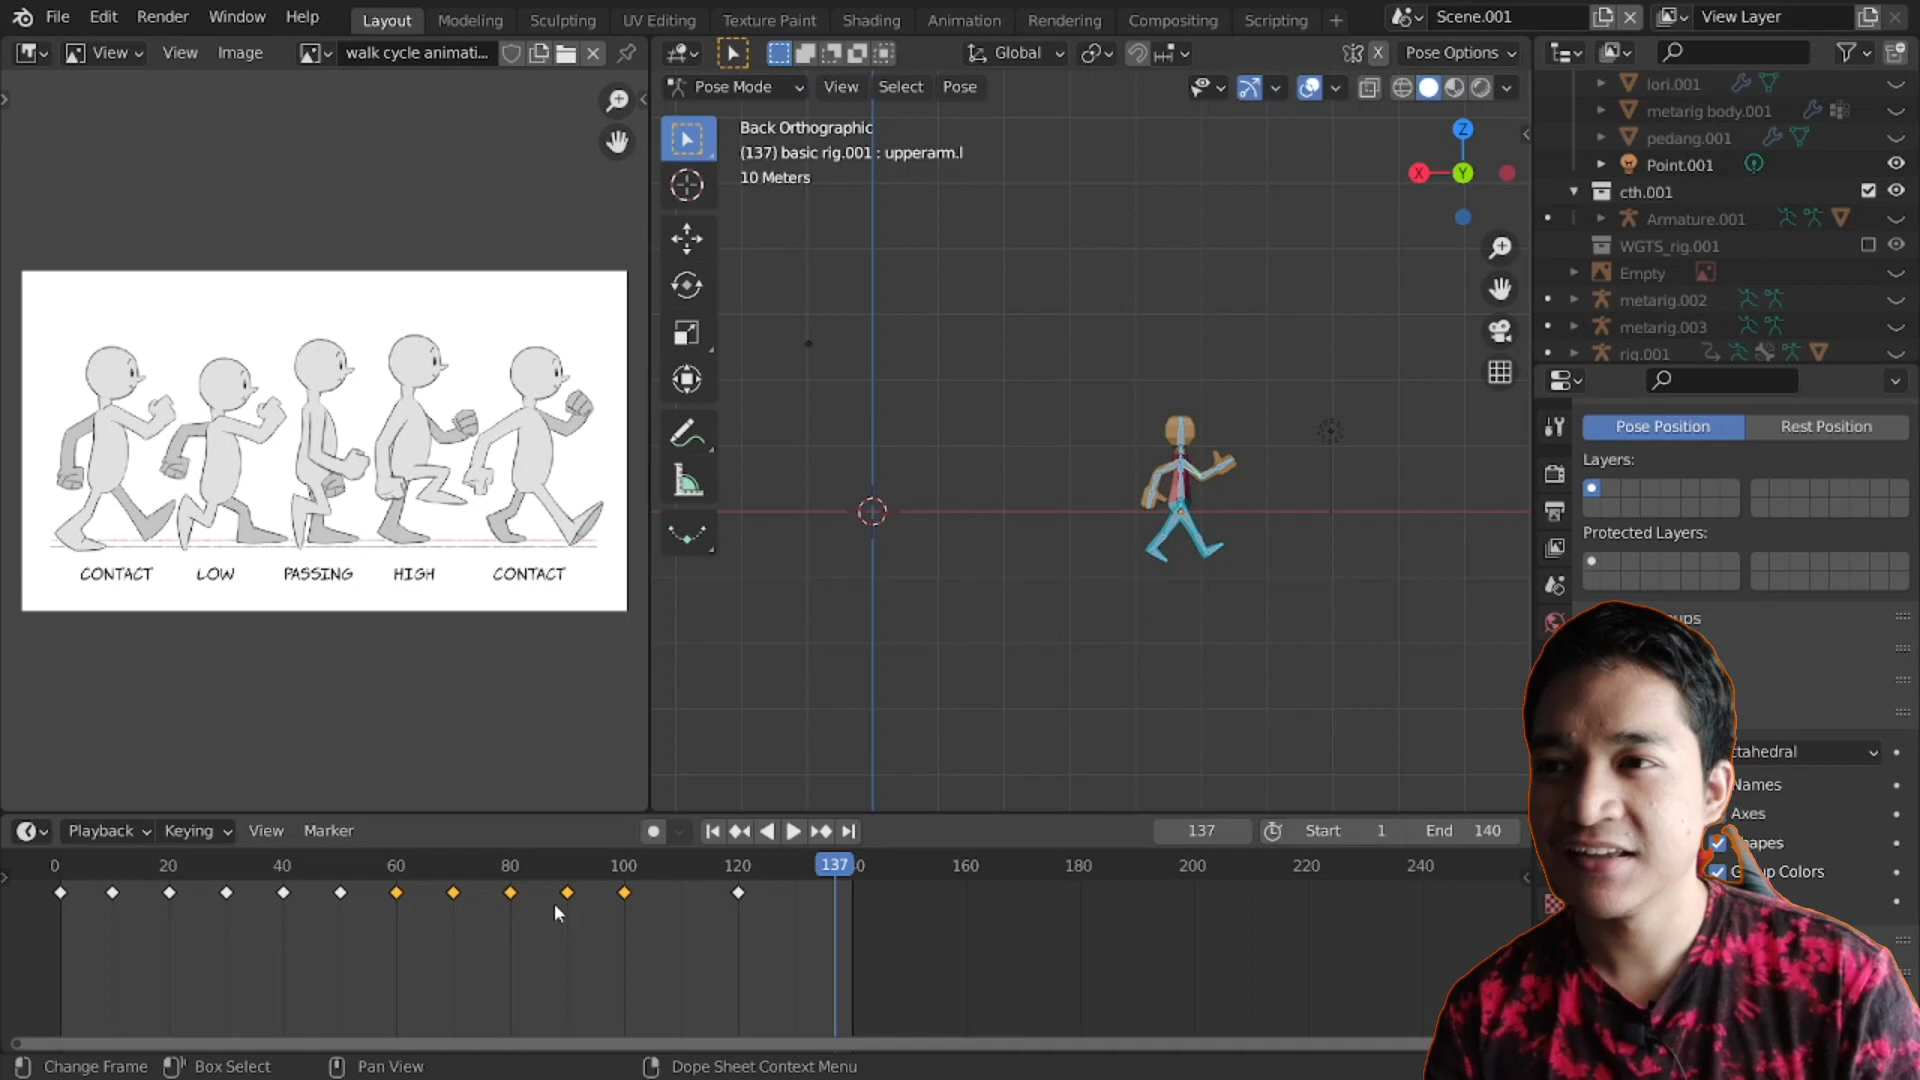 File Edit Render Window Help Layout Modeling Sculpting UV Editing Texture Paint Shading Animation Rendering Compositing Scripting + Scene.001 View Layer
View View Image walk cycle animati... Global Pose Options
Pose Mode View Select Pose
Back Orthographic
(137) basic rig.001 : upperarm.l
10 Meters
Z
X
Y
X
lori.001
metarig body.001
pedang.001
Point.001
cth.001
Armature.001
WGTS_rig.001
Empty
metarig.002
metarig.003
rig.001
Pose Position Rest Position
Layers:
Protected Layers:
CONTACT LOW PASSING HIGH CONTACT
Names
Axes
Group Colors
Playback Keying View Marker 137 Start 1 End 140
0 20 40 60 80 100 120 137 160 180 200 220 240
Change Frame Box Select Pan View Dope Sheet Context Menu